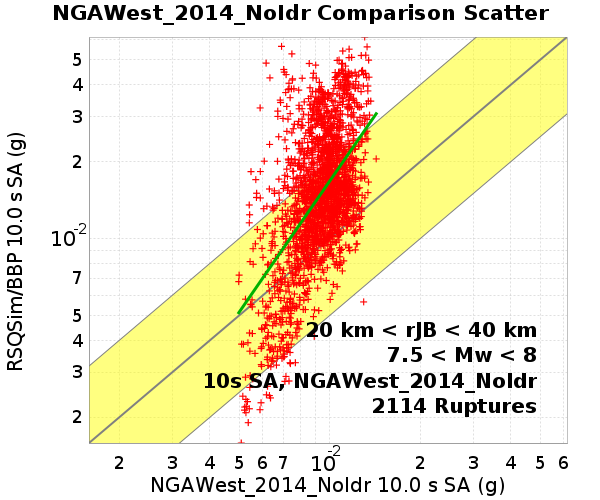 NGAWest_2014_NoIdr Comparison Scatter
RSQSim/BBP 10.0 s SA (g)
5
4
3
2
10-2
7
5
4
3
2
20 km < rJB < 40 km
7.5 < Mw < 8
10s SA, NGAWest_2014_NoIdr
2114 Ruptures
2 3 4 5 6 7 10-2 2 3 4 5 6
NGAWest_2014_NoIdr 10.0 s SA (g)